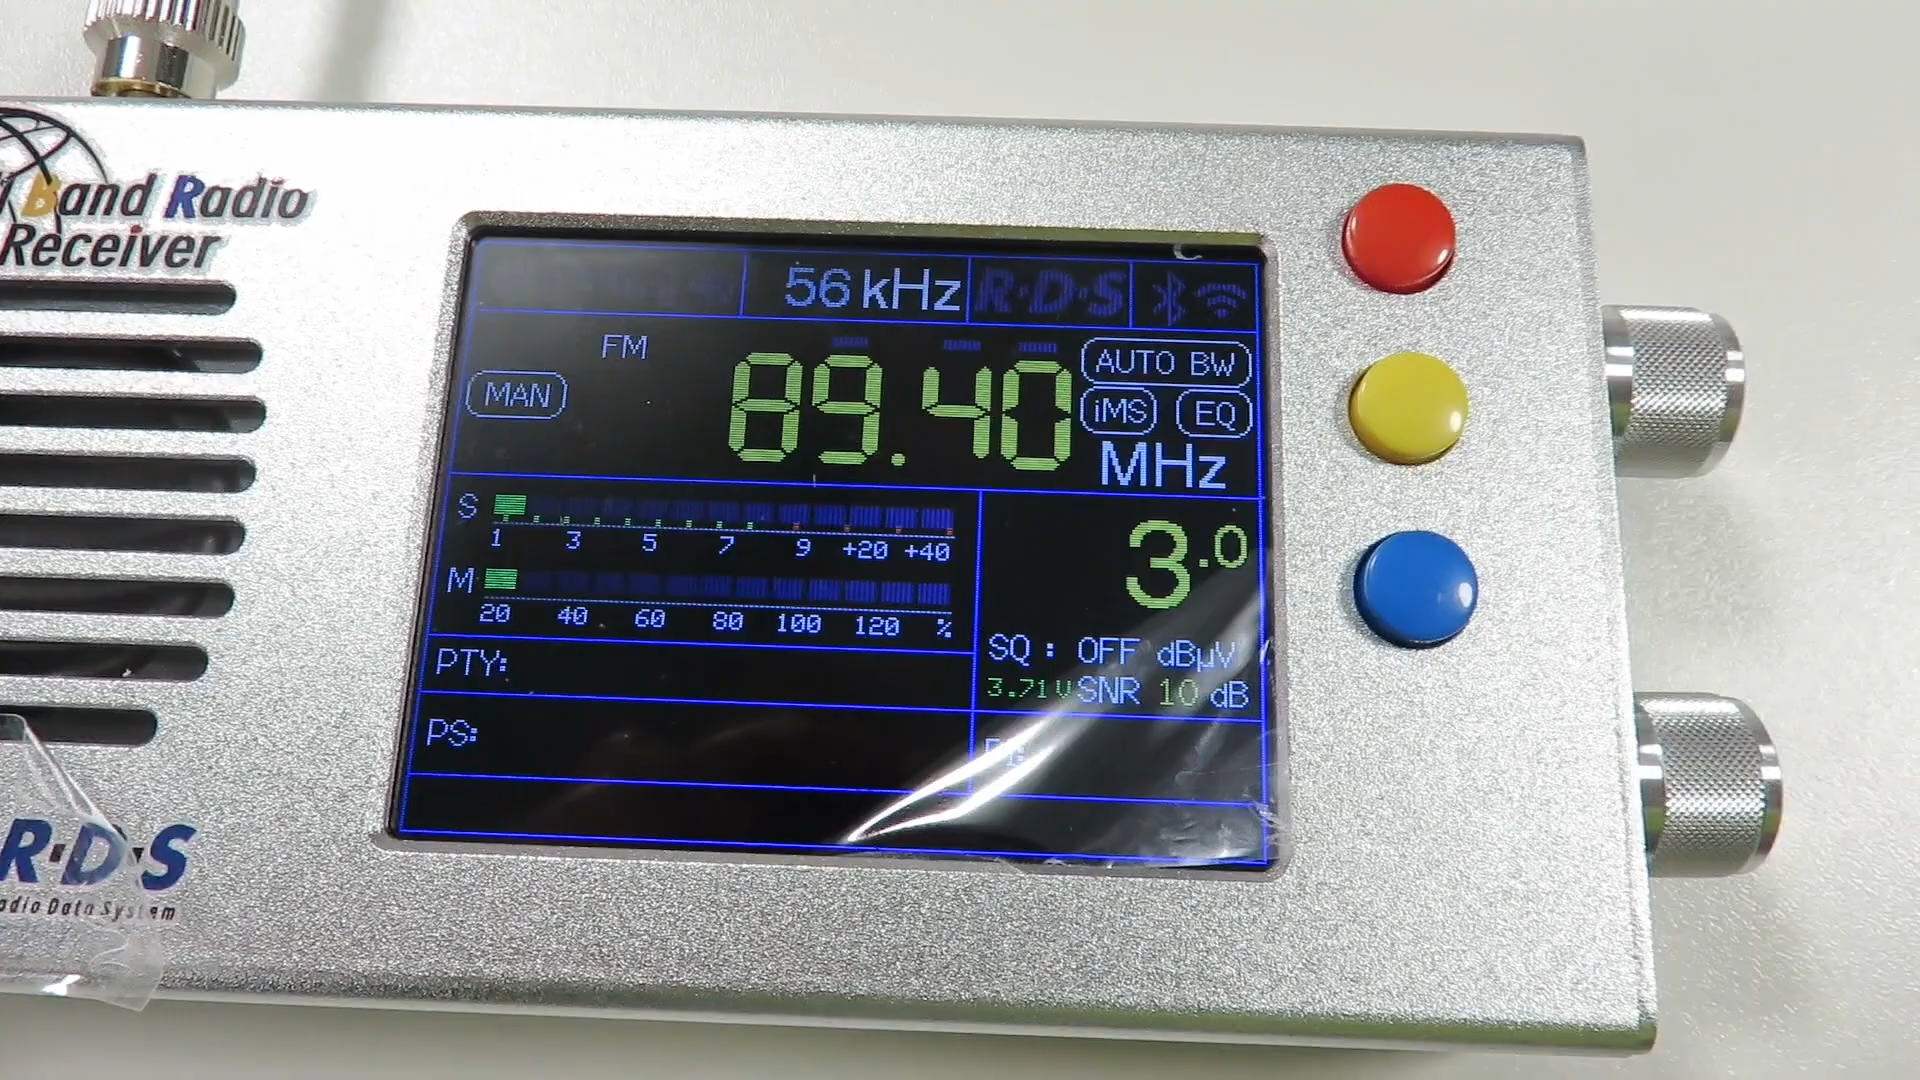 Band Radio
Receiver
56 kHz R·D·S
FM
MAN
89.40
AUTO BW
iMS EQ
MHz
S
1 3 5 7 9 +20 +40
M
20 40 60 80 100 120 %
3.0
SQ : OFF dBµV
3.71V SNR 10 dB
PTY:
PS:
R·D·S
Data System